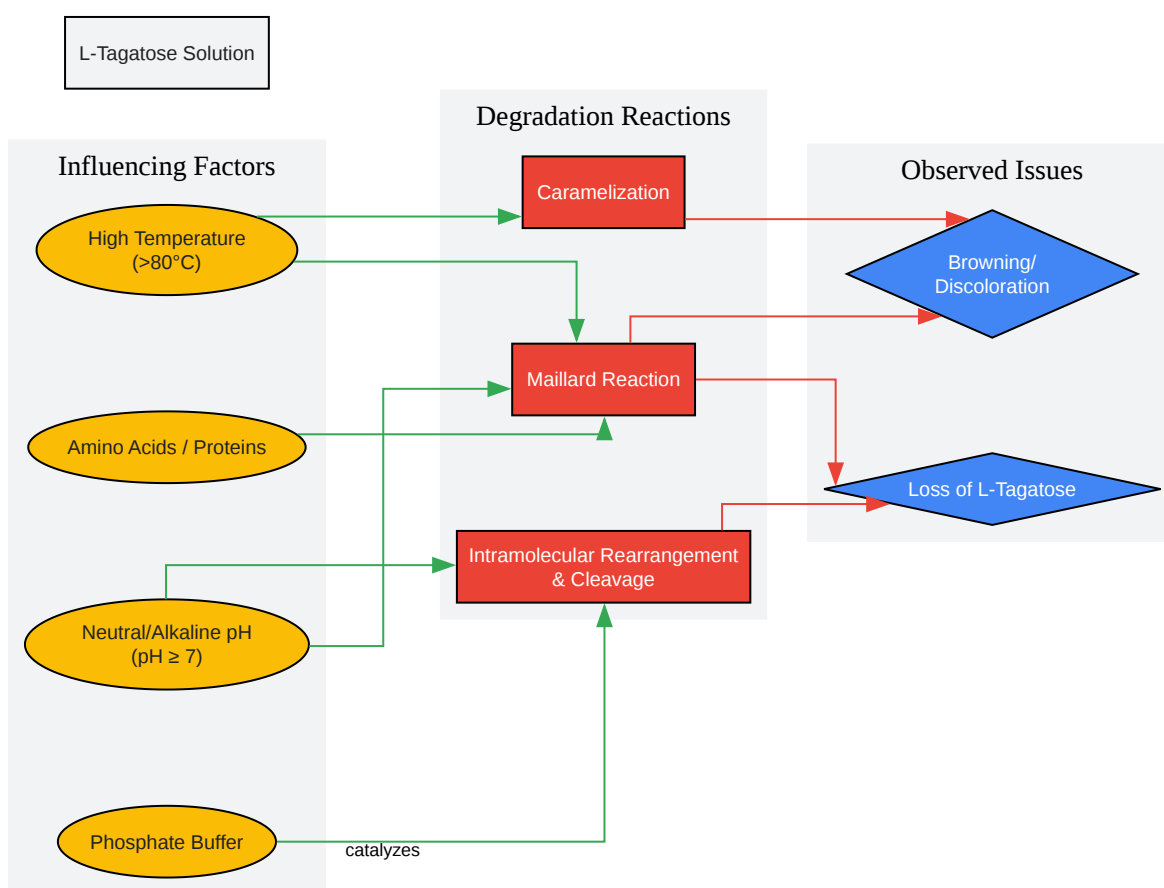 L-Tagatose Solution
Influencing Factors
High Temperature
(>80°C)
Amino Acids / Proteins
Neutral/Alkaline pH
(pH ≥ 7)
Phosphate Buffer
catalyzes
Degradation Reactions
Caramelization
Maillard Reaction
Intramolecular Rearrangement
& Cleavage
Observed Issues
Browning/
Discoloration
Loss of L-Tagatose